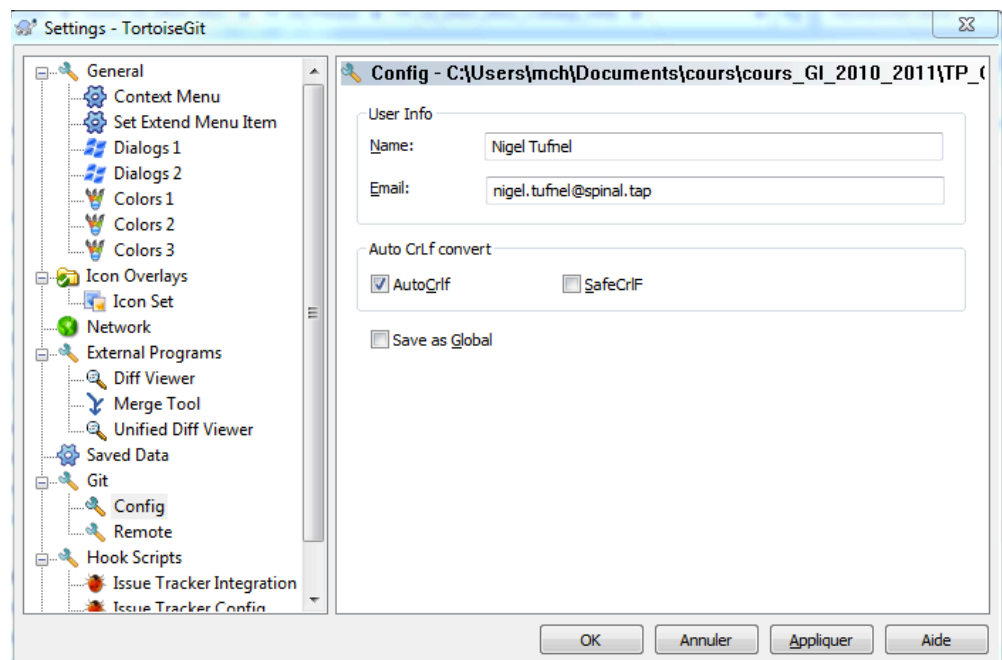 Settings - TortoiseGit
General
Context Menu
Set Extend Menu Item
Dialogs 1
Dialogs 2
Colors 1
Colors 2
Colors 3
Icon Overlays
Icon Set
Network
External Programs
Diff Viewer
Merge Tool
Unified Diff Viewer
Saved Data
Git
Config
Remote
Hook Scripts
Issue Tracker Integration
Issue Tracker Config
Config - C:\Users\mch\Documents\cours\cours_GI_2010_2011\TP_
User Info
Name: Nigel Tufnel
Email: nigel.tufnel@spinal.tap
Auto CrLf convert
AutoCrlf SafeCrlF
Save as Global
OK Annuler Appliquer Aide